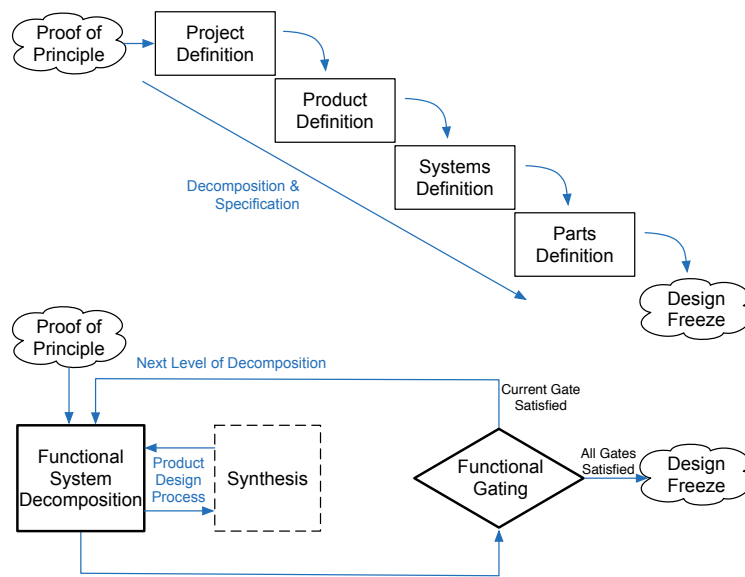 Proof of
Principle
Project
Definition
Product
Definition
Systems
Definition
Decomposition &
Specification
Parts
Definition
Design
Freeze
Proof of
Principle
Next Level of Decomposition
Current Gate
Satisfied
Functional
System
Decomposition
Product
Design
Process
Synthesis
Functional
Gating
All Gates
Satisfied
Design
Freeze